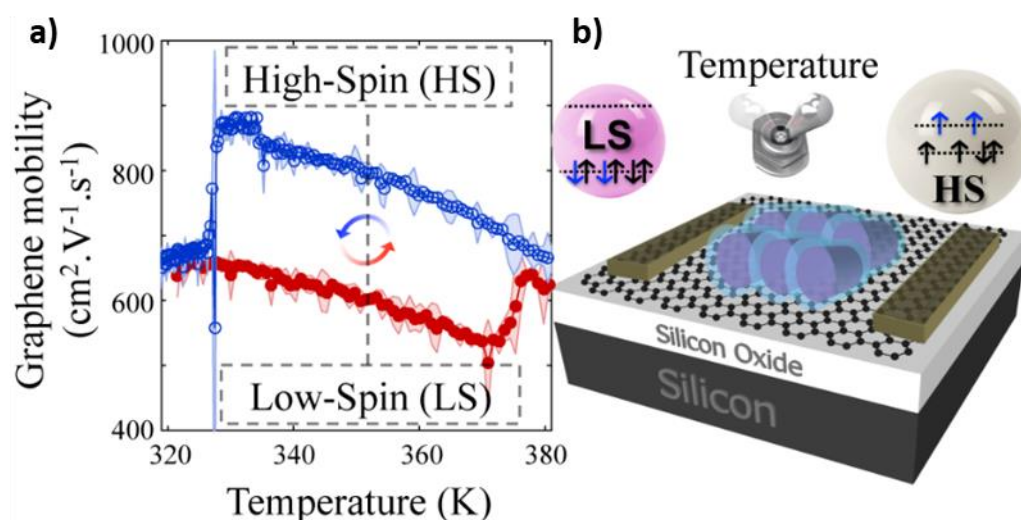 a)
1000
800
600
400
Graphene mobility
(cm².V⁻¹.s⁻¹)
High-Spin (HS)
Low-Spin (LS)
320
340
360
380
Temperature (K)
b)
Temperature
LS
HS
Silicon Oxide
Silicon